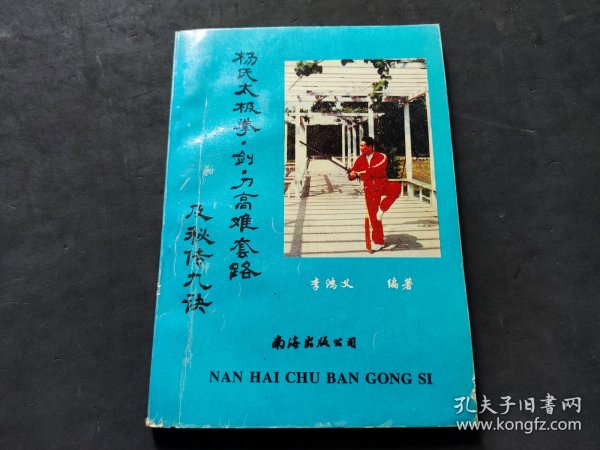 杨氏太极拳·剑·刀高难套路
及秘传九诀
李鸿义 编著
南海出版公司
NAN HAI CHU BAN GONG SI
孔夫子旧书网
www.kongfz.com